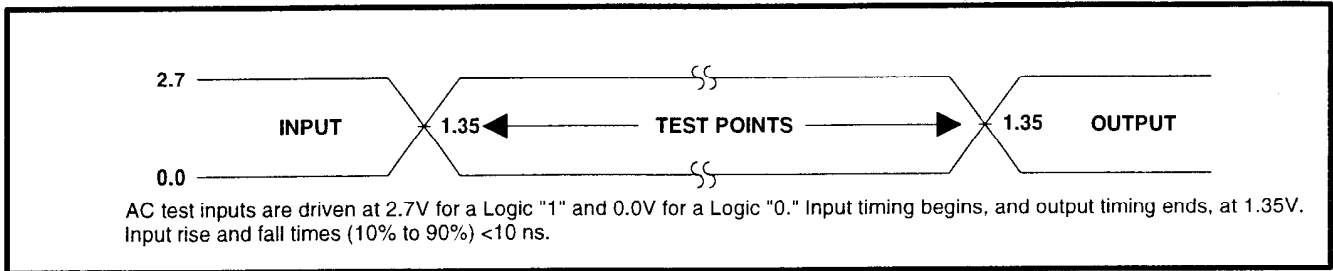 2.7
INPUT 1.35 TEST POINTS 1.35 OUTPUT
0.0
AC test inputs are driven at 2.7V for a Logic "1" and 0.0V for a Logic "0." Input timing begins, and output timing ends, at 1.35V.
Input rise and fall times (10% to 90%) <10 ns.